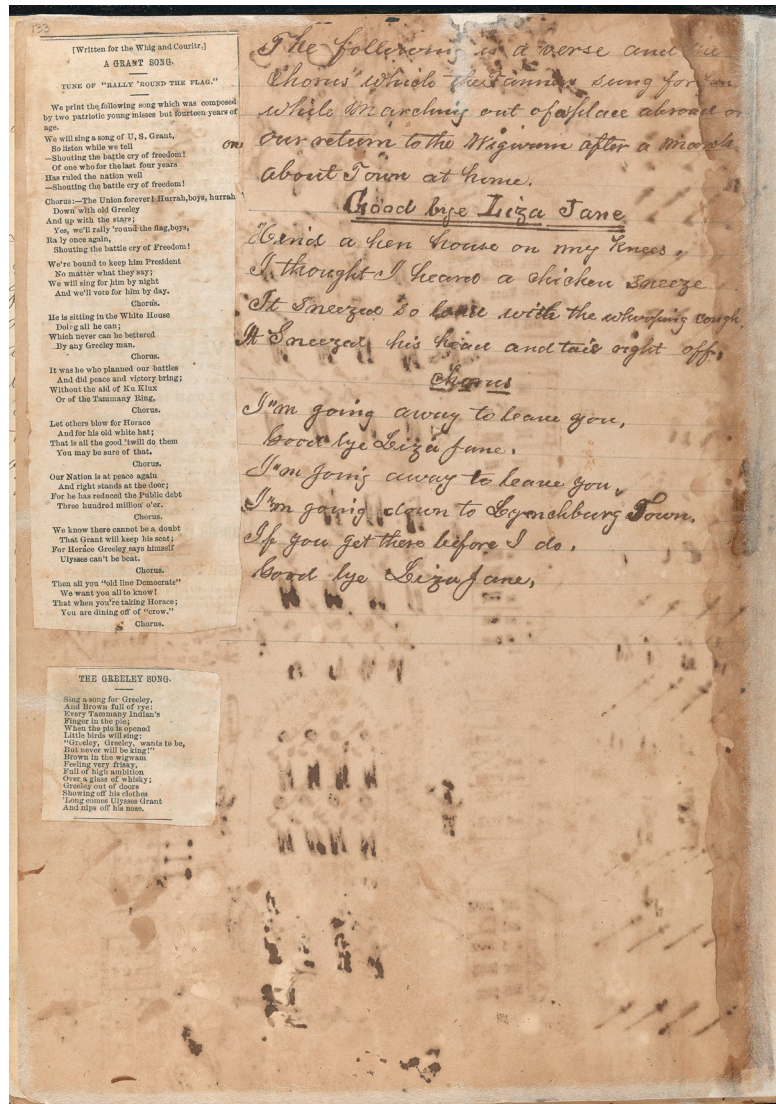 133
[Written for the Whig and Courier.]
A GRANT SONG.
TUNE OF "RALLY 'ROUND THE FLAG."
We print the following song which was composed
by two patriotic young misses but fourteen years of
age.
We will sing a song of U. S. Grant,
So listen while we tell
—Shouting the battle cry of freedom!
Of one who for the last four years
Has ruled the nation well
—Shouting the battle cry of freedom!
Chorus:—The Union forever! Hurrah, boys, hurrah
Down with old Greeley
And up with the stars;
Yes, we'll rally 'round the flag, boys,
Ra ly once again,
Shouting the battle cry of Freedom!
We're bound to keep him President
No matter what they say;
We will sing for him by night
And we'll vote for him by day.
Chorus.
He is sitting in the White House
Doing all he can;
Which never can be bettered
By any Greeley man.
Chorus.
It was he who planned our battles
And did peace and victory bring;
Without the aid of Ku Klux
Or of the Tammany Ring,
Chorus.
Let others blow for Horace
And for his old white hat;
That is all the good 'twill do them
You may be sure of that.
Chorus.
Our Nation is at peace again
And right stands at the door;
For he has reduced the Public debt
Three hundred million o'er.
Chorus.
We know there cannot be a doubt
That Grant will keep his seat;
For Horace Greeley says himself
Ulysses can't be beat.
Chorus.
Then all you "old line Democrats"
We want you all to know!
That when you're taking Horace;
You are dining off of "crow."
Chorus.
THE GREELEY SONG.
Sing a song for Greeley,
And Brown full of rye:
Every Tammany Indian's
Finger in the pie;
When the pie is opened
Little birds will sing:
"Greeley, Greeley, wants to be,
But never will be king!"
Brown in the wigwam
Feeling very frisky,
Full of high ambition
Over a glass of whisky;
Greeley out of doors
Showing off his clothes
'Long comes Ulysses Grant
And nips off his nose.
The following is a verse and the
Chorus which the Tanners sung for fun
while Marching out of a place abroad or
on our return to the Wigwam after a march
about Town at home.
Good bye Liza Jane
Behind a hen house on my knees,
I thought I heard a chicken sneeze
It sneezed so loud with the whooping cough,
It Sneezed his head and tail right off,
Chorus
I'm going away to leave you,
Good bye Liza Jane.
I'm going away to leave you,
I'm going down to Lynchburg Town.
If you get there before I do,
Good bye Liza Jane,